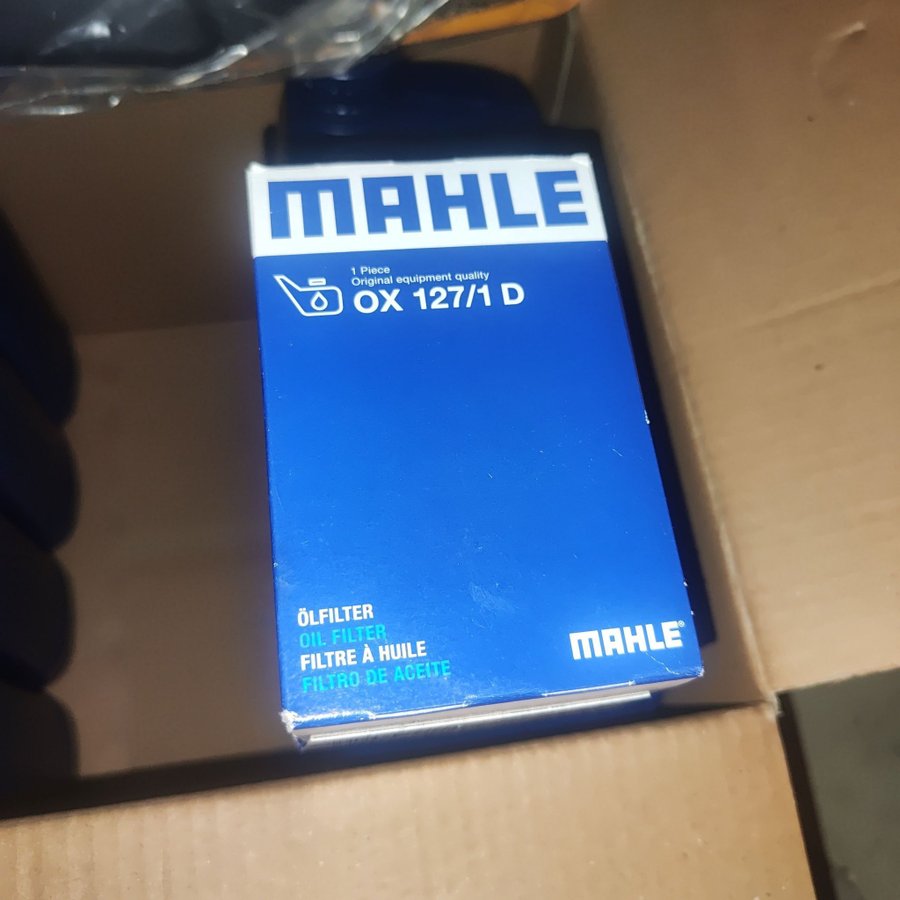 MAHLE
1 Piece
Original equipment quality
OX 127/1 D
ÖLFILTER
OIL FILTER
FILTRE À HUILE
FILTRO DE ACEITE
MAHLE®